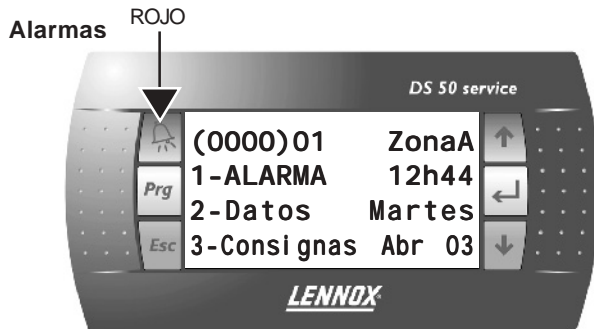 Alarmas
ROJO
DS 50 service
(0000)01 ZonaA
1-ALARMA 12h44
Prg
2-Datos Martes
Esc
3-Consignas Abr 03
LENNOX